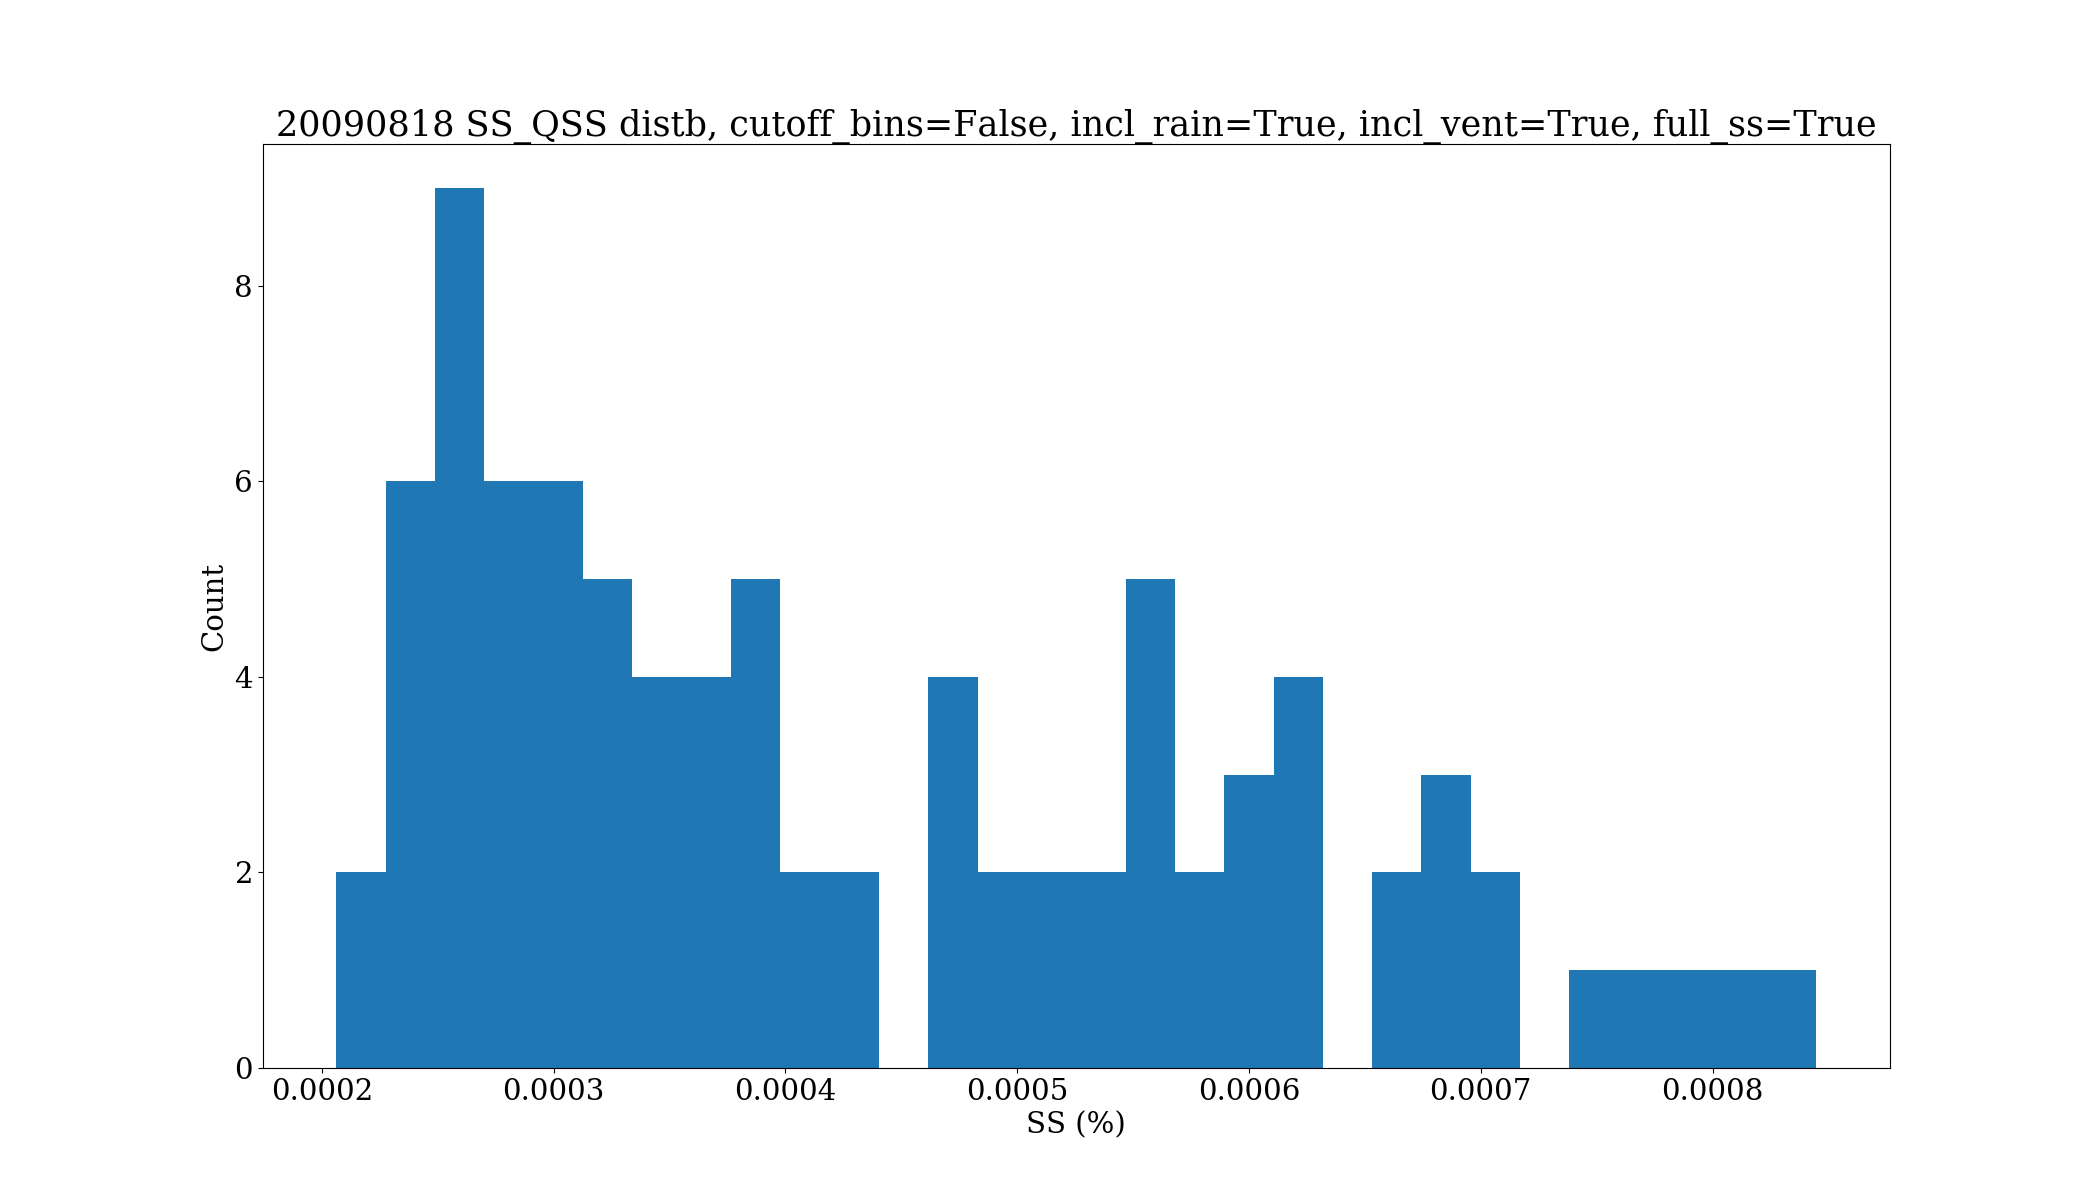 20090818 SS_QSS distb, cutoff_bins=False, incl_rain=True, incl_vent=True, full_ss=True
8
6
4
2
0
Count
0.0002 0.0003 0.0004 0.0005 0.0006 0.0007 0.0008
SS (%)